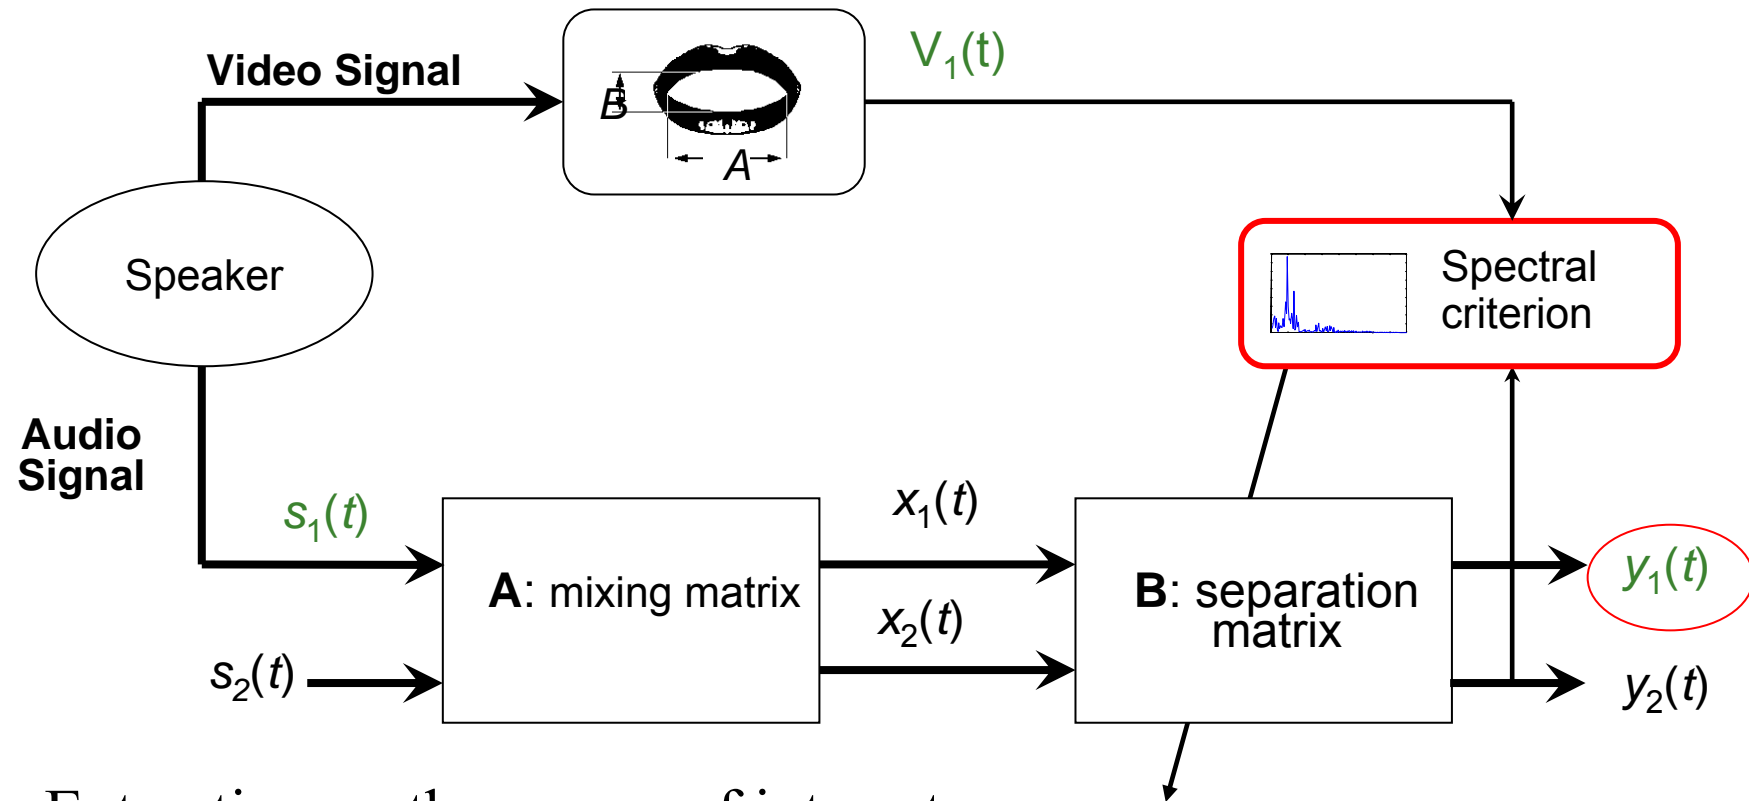 Video Signal
V1(t)
B
A
Speaker
Spectral
criterion
Audio
Signal
s1(t)
x1(t)
A: mixing matrix
B: separation
matrix
y1(t)
x2(t)
s2(t)
y2(t)